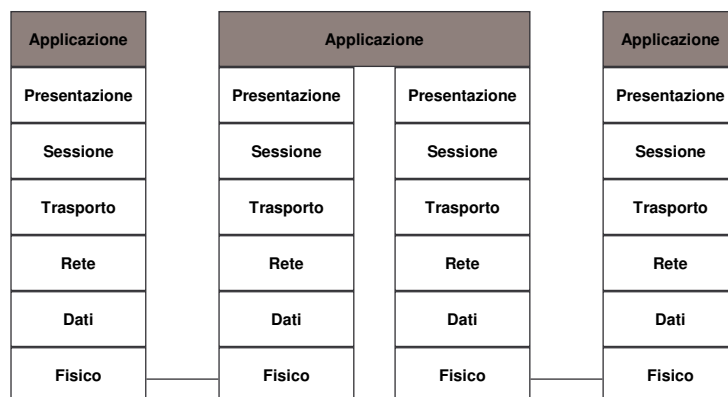 Applicazione Applicazione Applicazione
Presentazione Presentazione Presentazione Presentazione
Sessione Sessione Sessione Sessione
Trasporto Trasporto Trasporto Trasporto
Rete Rete Rete Rete
Dati Dati Dati Dati
Fisico Fisico Fisico Fisico